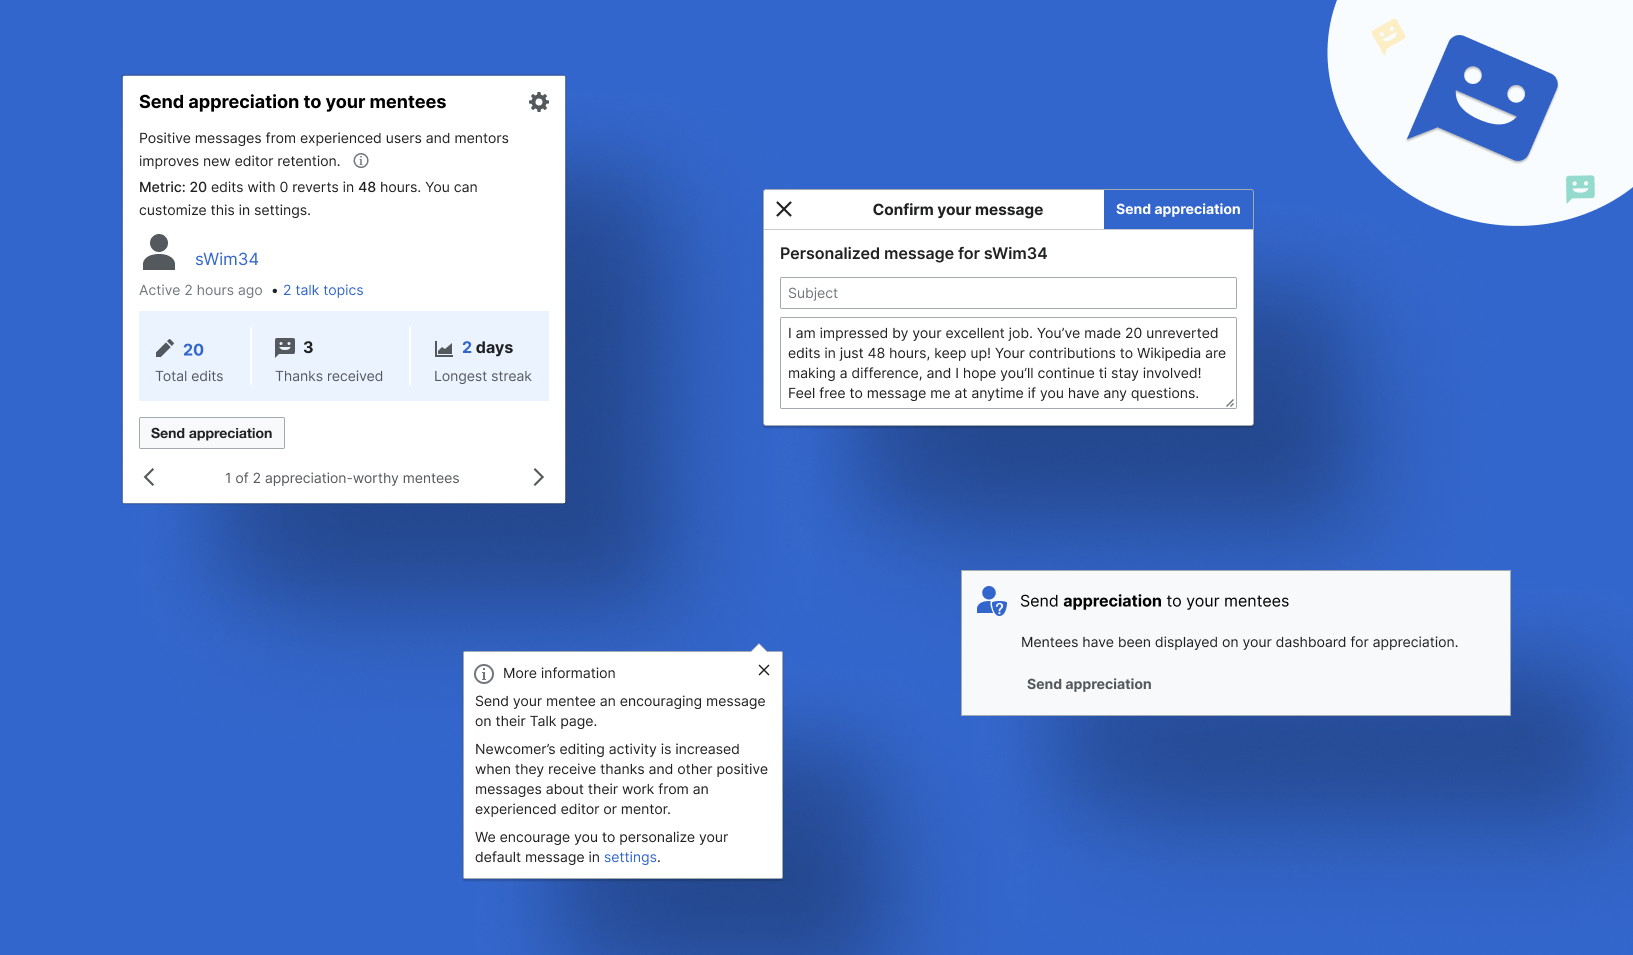 Send appreciation to your mentees
Positive messages from experienced users and mentors
improves new editor retention.
Metric: 20 edits with 0 reverts in 48 hours. You can
customize this in settings.
sWim34
Active 2 hours ago • 2 talk topics
20
Total edits
3
Thanks received
2 days
Longest streak
Send appreciation
1 of 2 appreciation-worthy mentees
Confirm your message
Send appreciation
Personalized message for sWim34
Subject
I am impressed by your excellent job. You’ve made 20 unreverted
edits in just 48 hours, keep up! Your contributions to Wikipedia are
making a difference, and I hope you’ll continue ti stay involved!
Feel free to message me at anytime if you have any questions.
More information
Send your mentee an encouraging message
on their Talk page.
Newcomer’s editing activity is increased
when they receive thanks and other positive
messages about their work from an
experienced editor or mentor.
We encourage you to personalize your
default message in settings.
Send appreciation to your mentees
Mentees have been displayed on your dashboard for appreciation.
Send appreciation